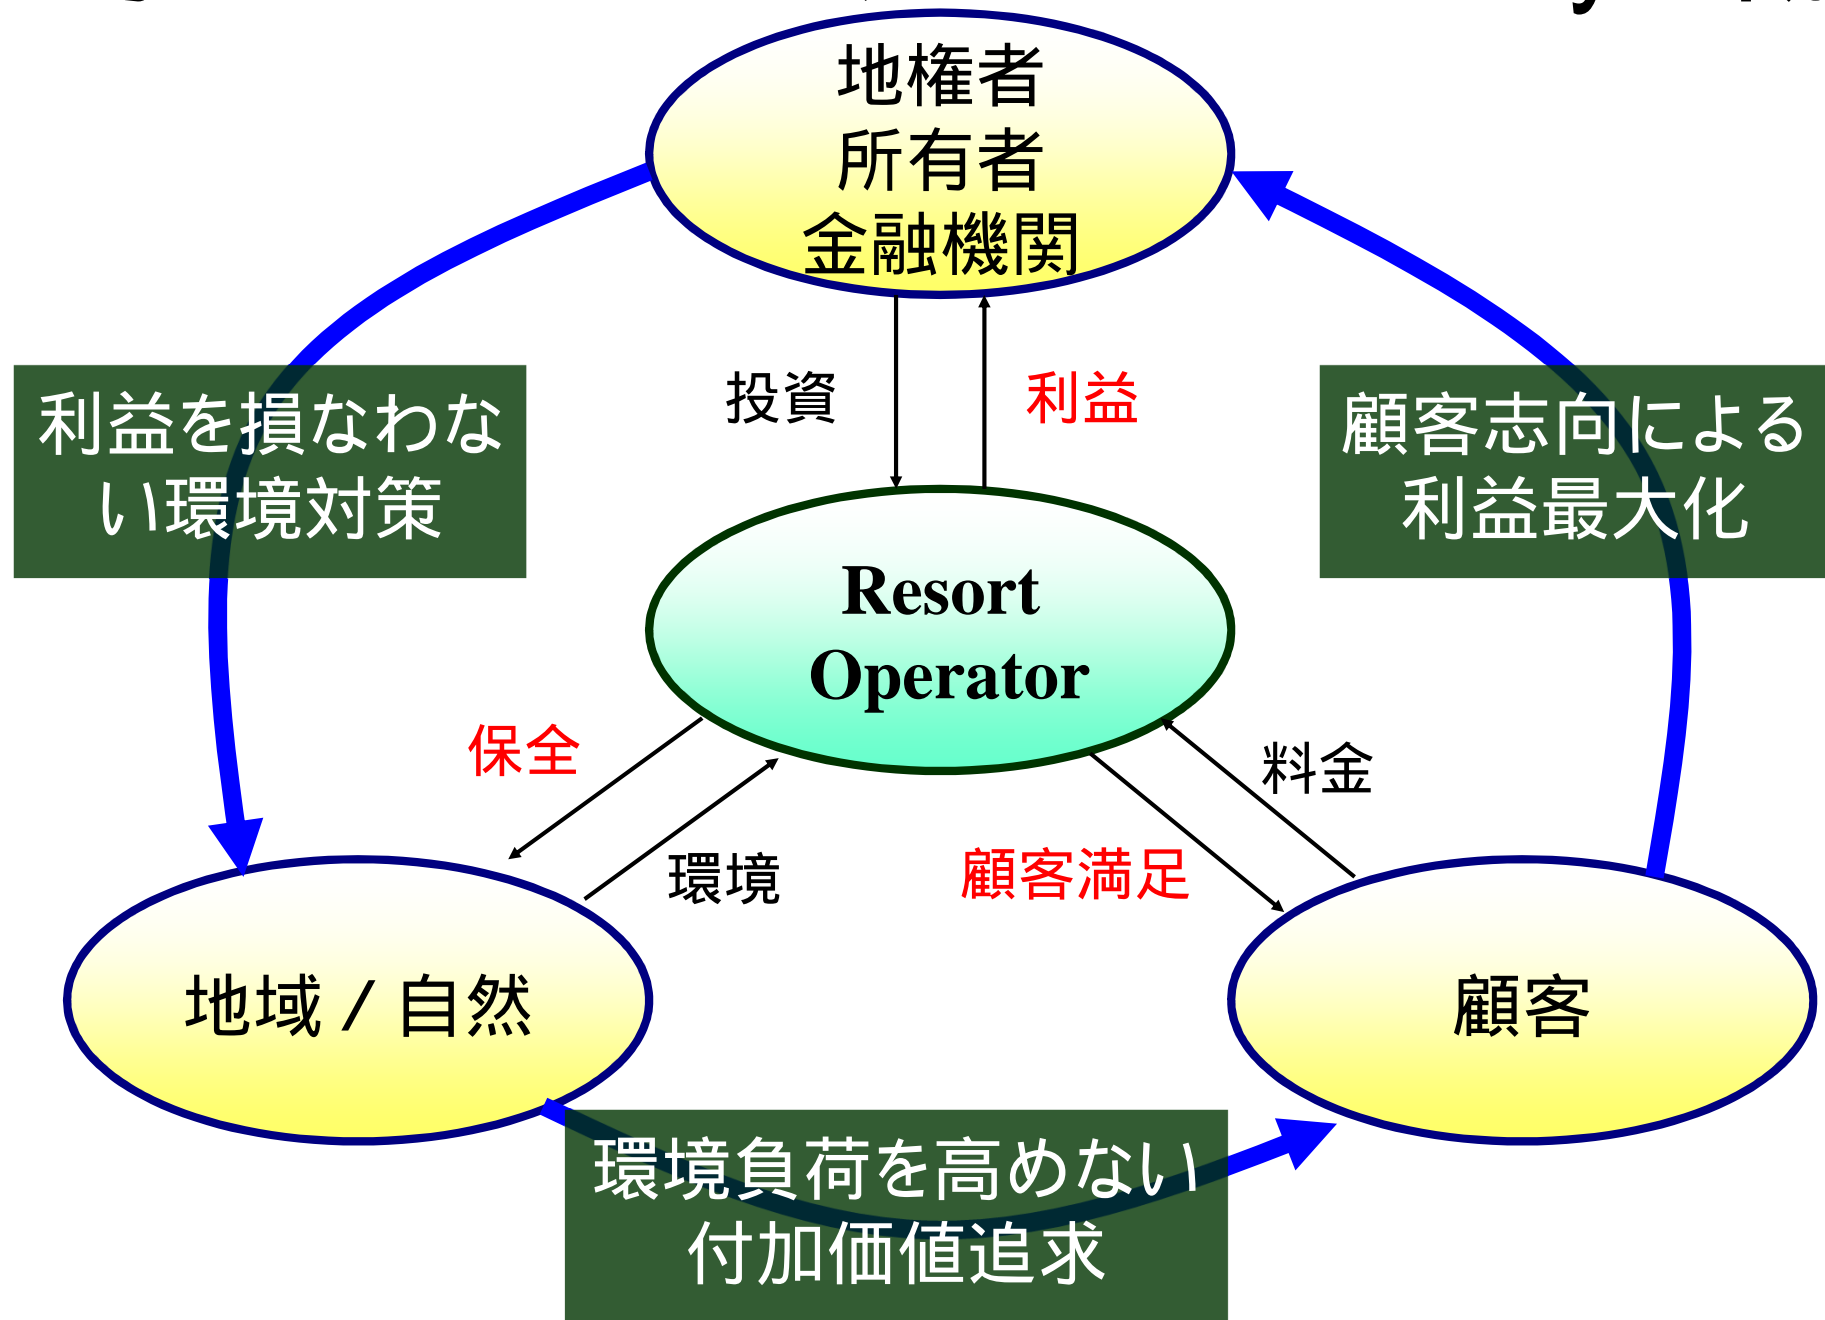 地権者
所有者
金融機関
投資
利益
利益を損なわな
い環境対策
顧客志向による
利益最大化
Resort
Operator
保全
環境
料金
顧客満足
地域/自然
顧客
環境負荷を高めない
付加価値追求